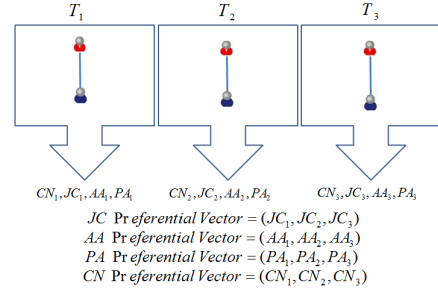 T₁ T₂ T₃
CN₁, JC₁, AA₁, PA₁ CN₂, JC₂, AA₂, PA₂ CN₃, JC₃, AA₃, PA₃
JC Pr eferential Vector = (JC₁, JC₂, JC₃)
AA Pr eferential Vector = (AA₁, AA₂, AA₃)
PA Pr eferential Vector = (PA₁, PA₂, PA₃)
CN Pr eferential Vector = (CN₁, CN₂, CN₃)